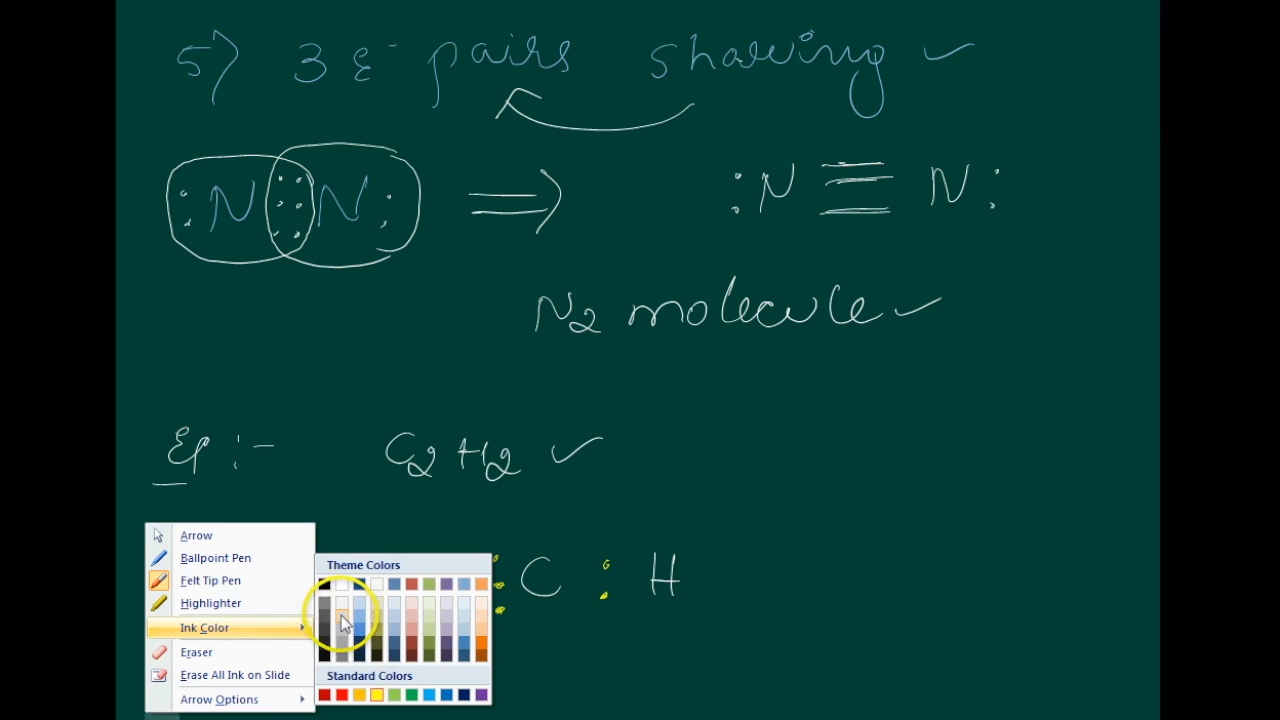 5) 3 e⁻ pairs sharing ✓
:N:::N: ⇒ :N≡N:
N2 molecule ✓
Eg :- C2H2 ✓
: C : H
Arrow
Ballpoint Pen
Felt Tip Pen
Highlighter
Ink Color
Eraser
Erase All Ink on Slide
Arrow Options
Theme Colors
Standard Colors